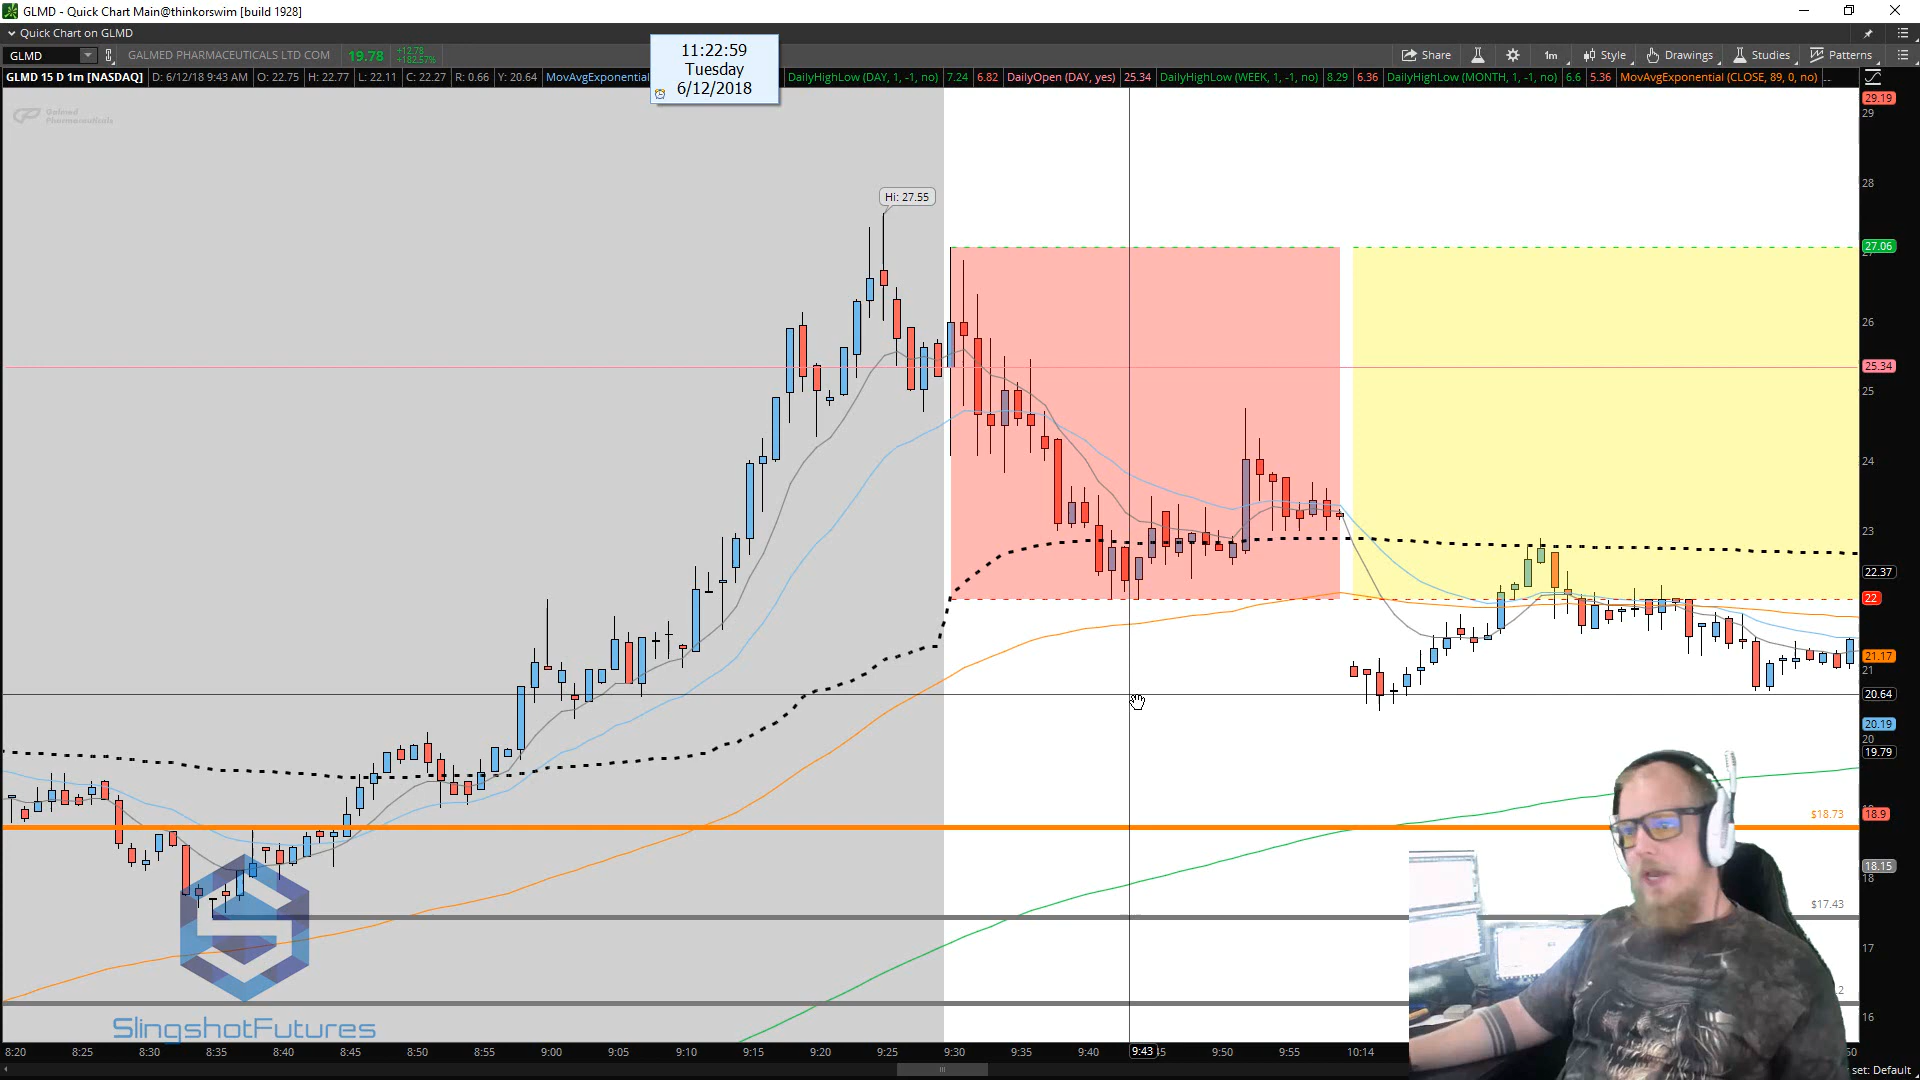 GLMD - Quick Chart Main@thinkorswim [build 1928]
Quick Chart on GLMD
GLMD
GALMED PHARMACEUTICALS LTD COM
19.78
+12.78
+182.57%
Share
1m
Style
Drawings
Studies
Patterns
11:22:59
Tuesday
6/12/2018
GLMD 15 D 1m [NASDAQ] D: 6/12/18 9:43 AM O: 22.75 H: 22.77 L: 22.11 C: 22.27 R: 0.66 Y: 20.64 MovAvgExponential
DailyHighLow (DAY, 1, -1, no) 7.24 6.82 DailyOpen (DAY, yes) 25.34 DailyHighLow (WEEK, 1, -1, no) 8.29 6.36 DailyHighLow (MONTH, 1, -1, no) 6.6 5.36 MovAvgExponential (CLOSE, 89, 0, no) ...
Galmed
Pharmaceuticals
Hi: 27.55
29.19
29
28
27.06
26
25.34
25
24
23
22.37
22
21.17
21
20.64
20.19
20
19.79
$18.73
18.9
18.15
18
$17.43
17
16
SlingshotFutures
8:20 8:25 8:30 8:35 8:40 8:45 8:50 8:55 9:00 9:05 9:10 9:15 9:20 9:25 9:30 9:35 9:40 9:43 9:50 9:55 10:14
set: Default